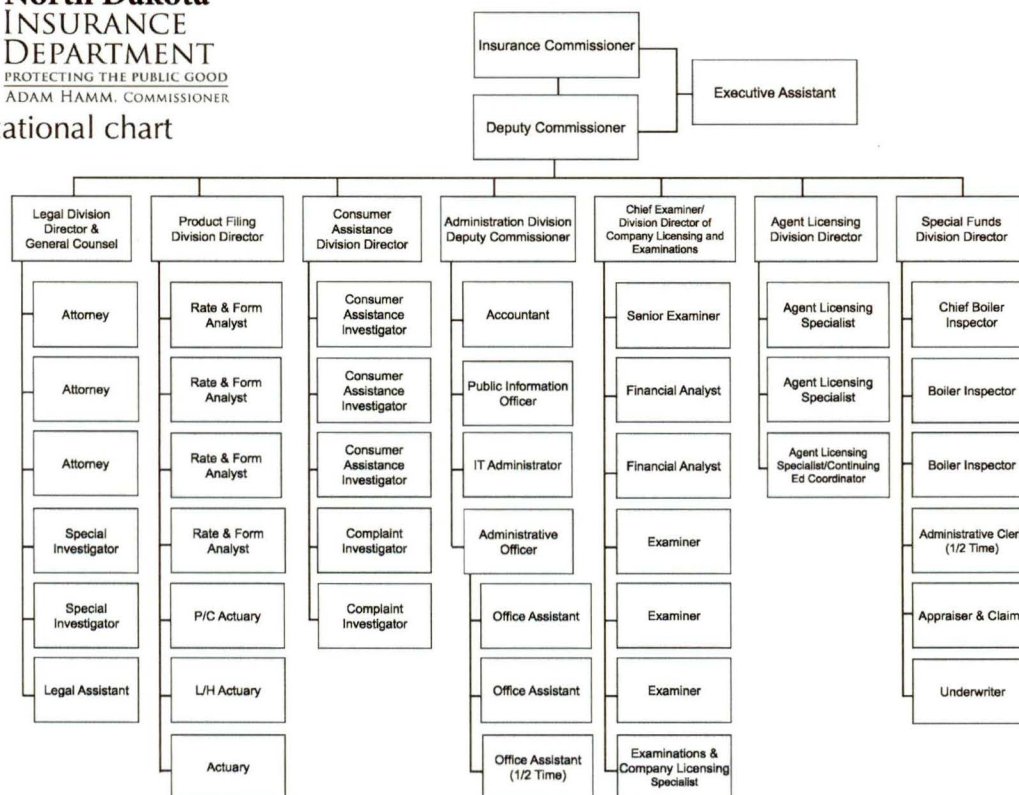 North Dakota
INSURANCE
DEPARTMENT
PROTECTING THE PUBLIC GOOD
ADAM HAMM, COMMISSIONER
ational chart
Insurance Commissioner
Executive Assistant
Deputy Commissioner
Legal Division
Director &
General Counsel
Attorney
Attorney
Attorney
Special
Investigator
Special
Investigator
Legal Assistant
Product Filing
Division Director
Rate & Form
Analyst
Rate & Form
Analyst
Rate & Form
Analyst
Rate & Form
Analyst
P/C Actuary
L/H Actuary
Actuary
Consumer
Assistance
Division Director
Consumer
Assistance
Investigator
Consumer
Assistance
Investigator
Consumer
Assistance
Investigator
Complaint
Investigator
Complaint
Investigator
Administration Division
Deputy Commissioner
Accountant
Public Information
Officer
IT Administrator
Administrative
Officer
Office Assistant
Office Assistant
Office Assistant
(1/2 Time)
Chief Examiner/
Division Director of
Company Licensing and
Examinations
Senior Examiner
Financial Analyst
Financial Analyst
Examiner
Examiner
Examiner
Examinations &
Company Licensing
Specialist
Agent Licensing
Division Director
Agent Licensing
Specialist
Agent Licensing
Specialist
Agent Licensing
Specialist/Continuing
Ed Coordinator
Special Funds
Division Director
Chief Boiler
Inspector
Boiler Inspector
Boiler Inspector
Administrative Cler
(1/2 Time)
Appraiser & Claim
Underwriter